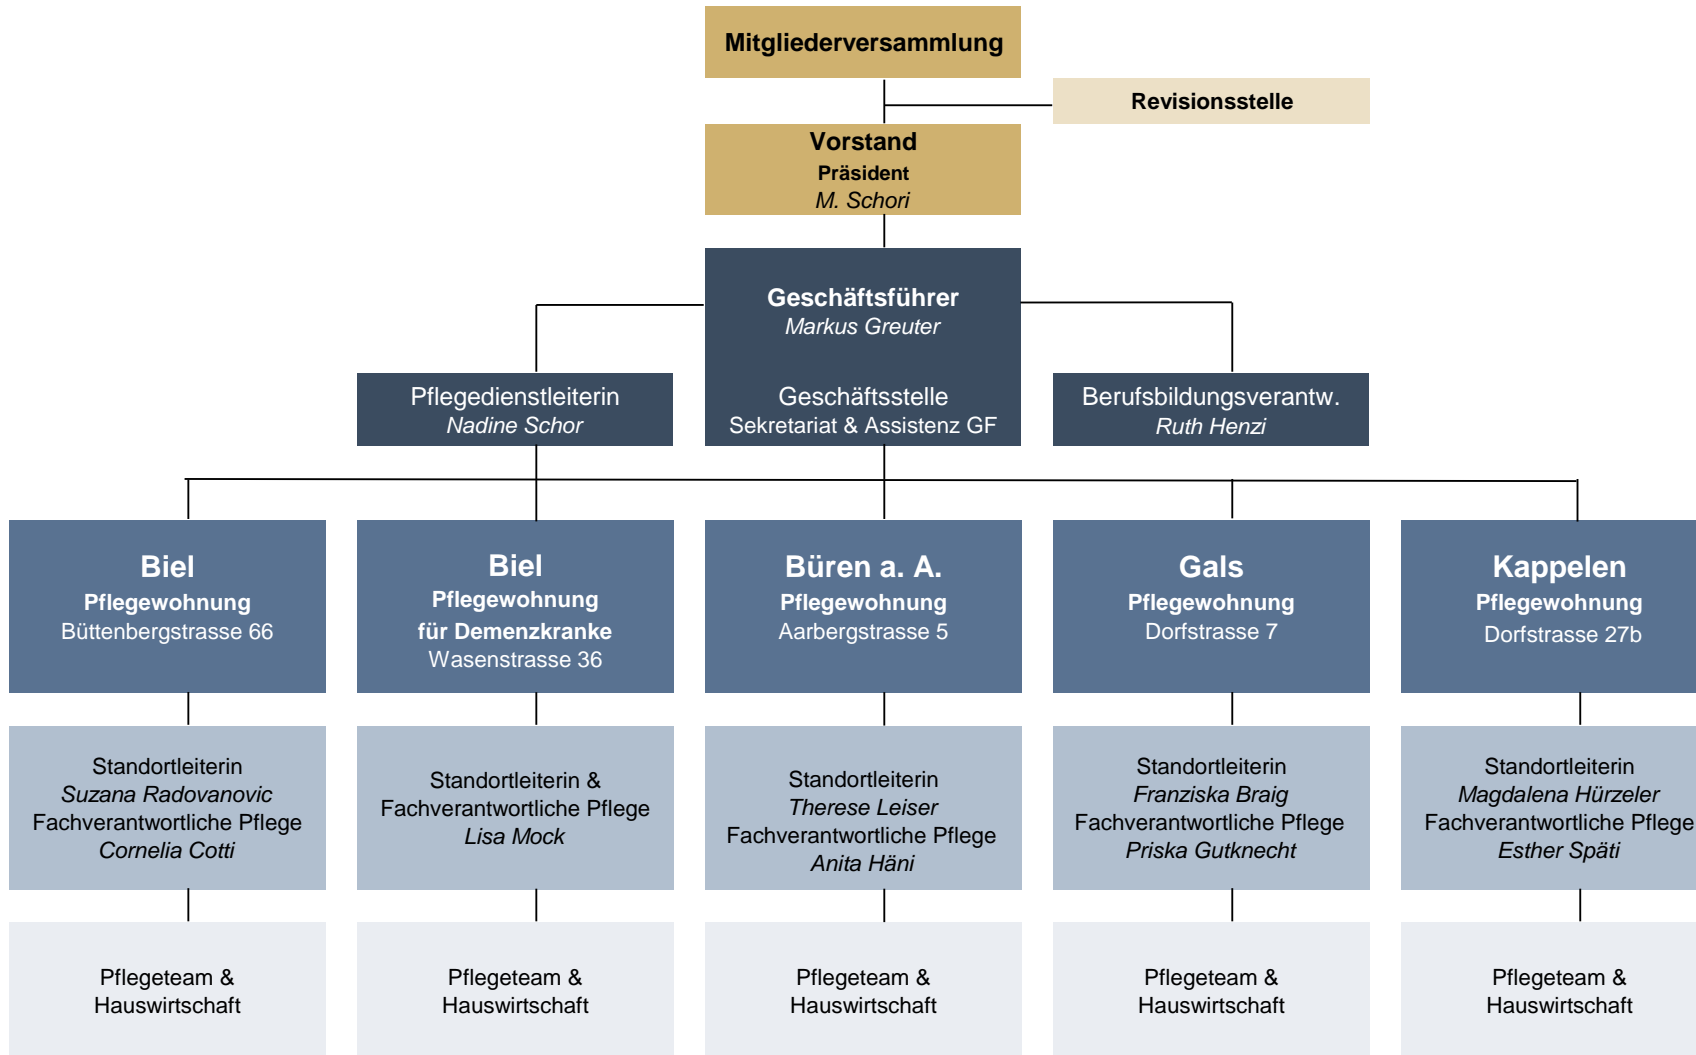 Mitgliederversammlung
Revisionsstelle
Vorstand
Präsident
M. Schori
Geschäftsführer
Markus Greuter
Pflegedienstleiterin
Nadine Schor
Geschäftsstelle
Sekretariat & Assistenz GF
Berufsbildungsverantw.
Ruth Henzi
Biel
Pflegewohnung
Büttenbergstrasse 66
Biel
Pflegewohnung
für Demenzkranke
Wasenstrasse 36
Büren a. A.
Pflegewohnung
Aarbergstrasse 5
Gals
Pflegewohnung
Dorfstrasse 7
Kappelen
Pflegewohnung
Dorfstrasse 27b
Standortleiterin
Suzana Radovanovic
Fachverantwortliche Pflege
Cornelia Cotti
Standortleiterin &
Fachverantwortliche Pflege
Lisa Mock
Standortleiterin
Therese Leiser
Fachverantwortliche Pflege
Anita Häni
Standortleiterin
Franziska Braig
Fachverantwortliche Pflege
Priska Gutknecht
Standortleiterin
Magdalena Hürzeler
Fachverantwortliche Pflege
Esther Späti
Pflegeteam &
Hauswirtschaft
Pflegeteam &
Hauswirtschaft
Pflegeteam &
Hauswirtschaft
Pflegeteam &
Hauswirtschaft
Pflegeteam &
Hauswirtschaft